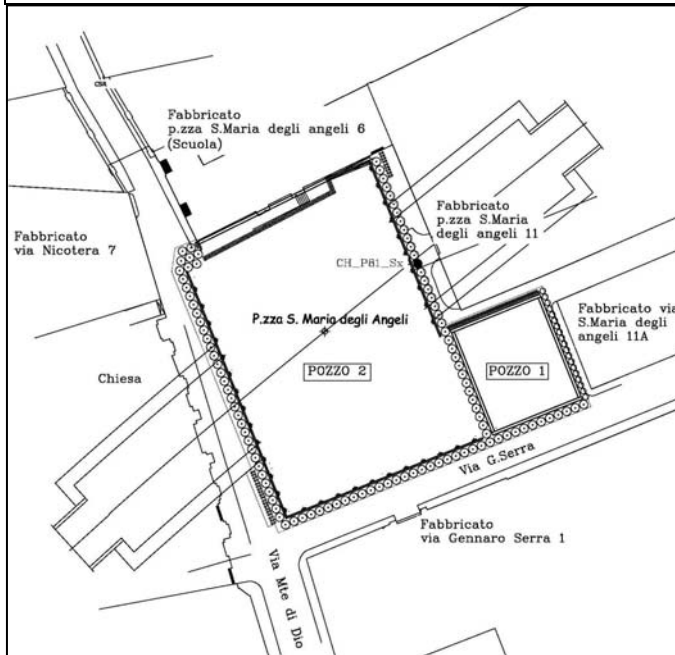 Fabbricato
p.zza S.Maria degli angeli 6
(Scuola)
Fabbricato
via Nicotera 7
Fabbricato
p.zza S.Maria
degli angeli 11
CH_P81_Sx
P.zza S. Maria degli Angeli
Fabbricato via
S.Maria degli
angeli 11A
POZZO 2
POZZO 1
Chiesa
Via G.Serra
Fabbricato
via Gennaro Serra 1
Via Mte di Dio